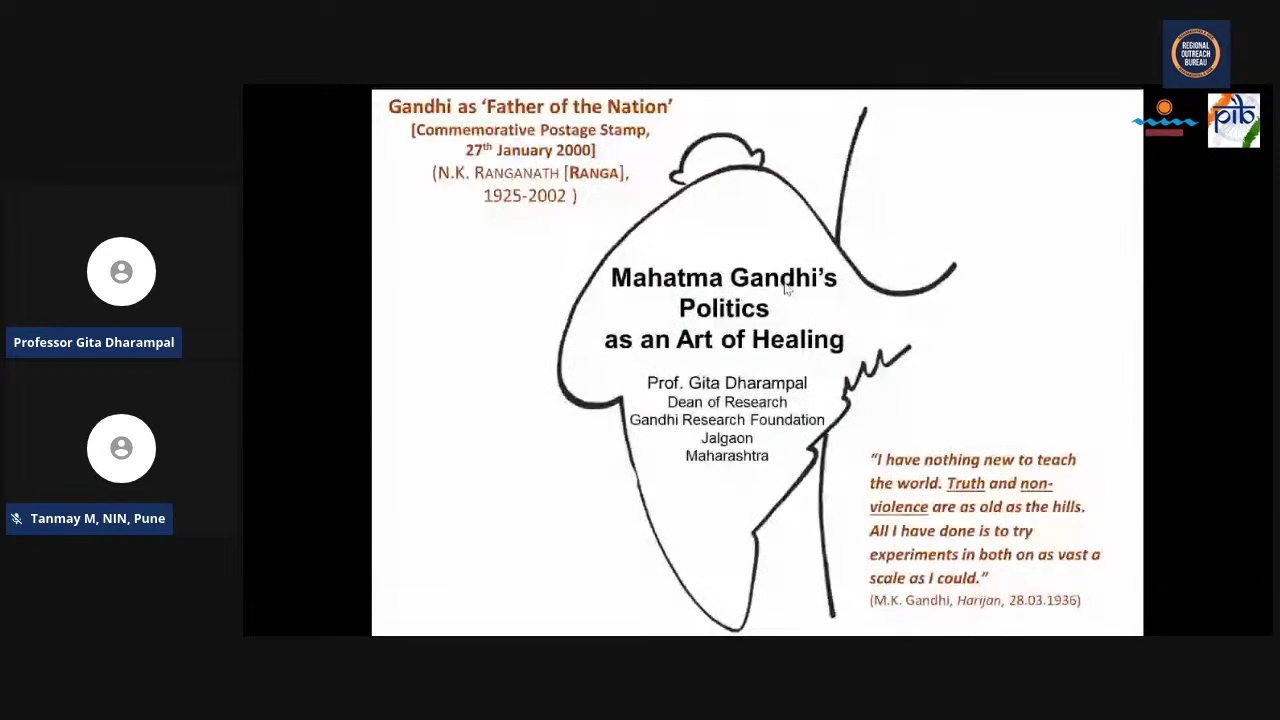 REGIONAL
OUTREACH
BUREAU
pib
Gandhi as ‘Father of the Nation’
[Commemorative Postage Stamp,
27th January 2000]
(N.K. RANGANATH [RANGA],
1925-2002 )
Mahatma Gandhi’s
Politics
as an Art of Healing
Prof. Gita Dharampal
Dean of Research
Gandhi Research Foundation
Jalgaon
Maharashtra
“I have nothing new to teach
the world. Truth and non-
violence are as old as the hills.
All I have done is to try
experiments in both on as vast a
scale as I could.”
(M.K. Gandhi, Harijan, 28.03.1936)
Professor Gita Dharampal
Tanmay M, NIN, Pune